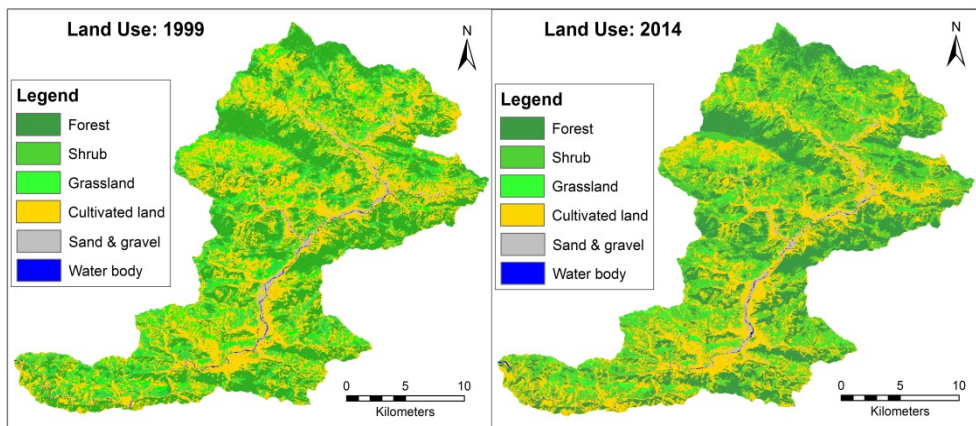 Land Use: 1999
N
Legend
Forest
Shrub
Grassland
Cultivated land
Sand & gravel
Water body
0 5 10
Kilometers
Land Use: 2014
N
Legend
Forest
Shrub
Grassland
Cultivated land
Sand & gravel
Water body
0 5 10
Kilometers